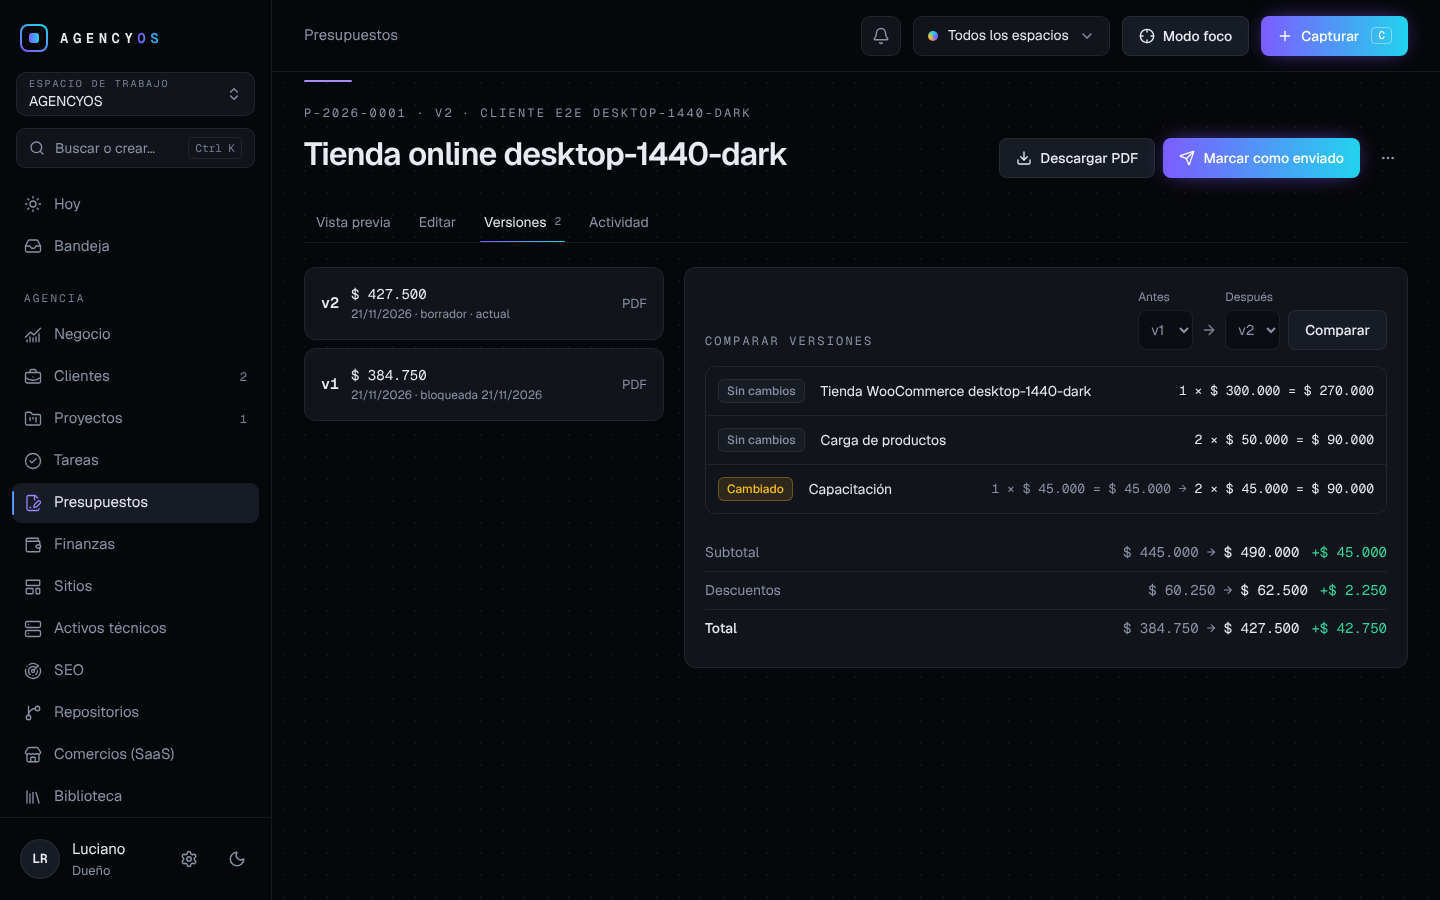 AGENCYOS
ESPACIO DE TRABAJO
AGENCYOS
Buscar o crear... Ctrl K
Hoy
Bandeja
AGENCIA
Negocio
Clientes 2
Proyectos 1
Tareas
Presupuestos
Finanzas
Sitios
Activos técnicos
SEO
Repositorios
Comercios (SaaS)
Biblioteca
LR
Luciano
Dueño
Presupuestos
Todos los espacios
Modo foco
+ Capturar C
P-2026-0001 · V2 · CLIENTE E2E DESKTOP-1440-DARK
Tienda online desktop-1440-dark
Descargar PDF
Marcar como enviado
···
Vista previa Editar Versiones 2 Actividad
v2 $ 427.500 PDF
21/11/2026 · borrador · actual
v1 $ 384.750 PDF
21/11/2026 · bloqueada 21/11/2026
Antes Después
v1 → v2 Comparar
COMPARAR VERSIONES
Sin cambios Tienda WooCommerce desktop-1440-dark 1 × $ 300.000 = $ 270.000
Sin cambios Carga de productos 2 × $ 50.000 = $ 90.000
Cambiado Capacitación 1 × $ 45.000 = $ 45.000 → 2 × $ 45.000 = $ 90.000
Subtotal $ 445.000 → $ 490.000 +$ 45.000
Descuentos $ 60.250 → $ 62.500 +$ 2.250
Total $ 384.750 → $ 427.500 +$ 42.750